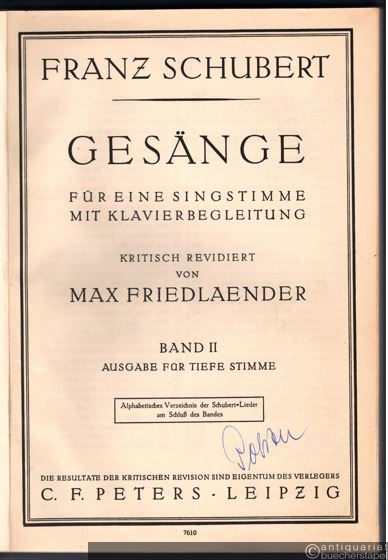 FRANZ SCHUBERT
GESÄNGE
FÜR EINE SINGSTIMME
MIT KLAVIERBEGLEITUNG
KRITISCH REVIDIERT
VON
MAX FRIEDLAENDER
BAND II
AUSGABE FÜR TIEFE STIMME
Alphabetisches Verzeichnis der Schubert-Lieder
am Schluß des Bandes
DIE RESULTATE DER KRITISCHEN REVISION SIND EIGENTUM DES VERLEGERS
C. F. PETERS · LEIPZIG
7610
antiquariat
buecherstapel